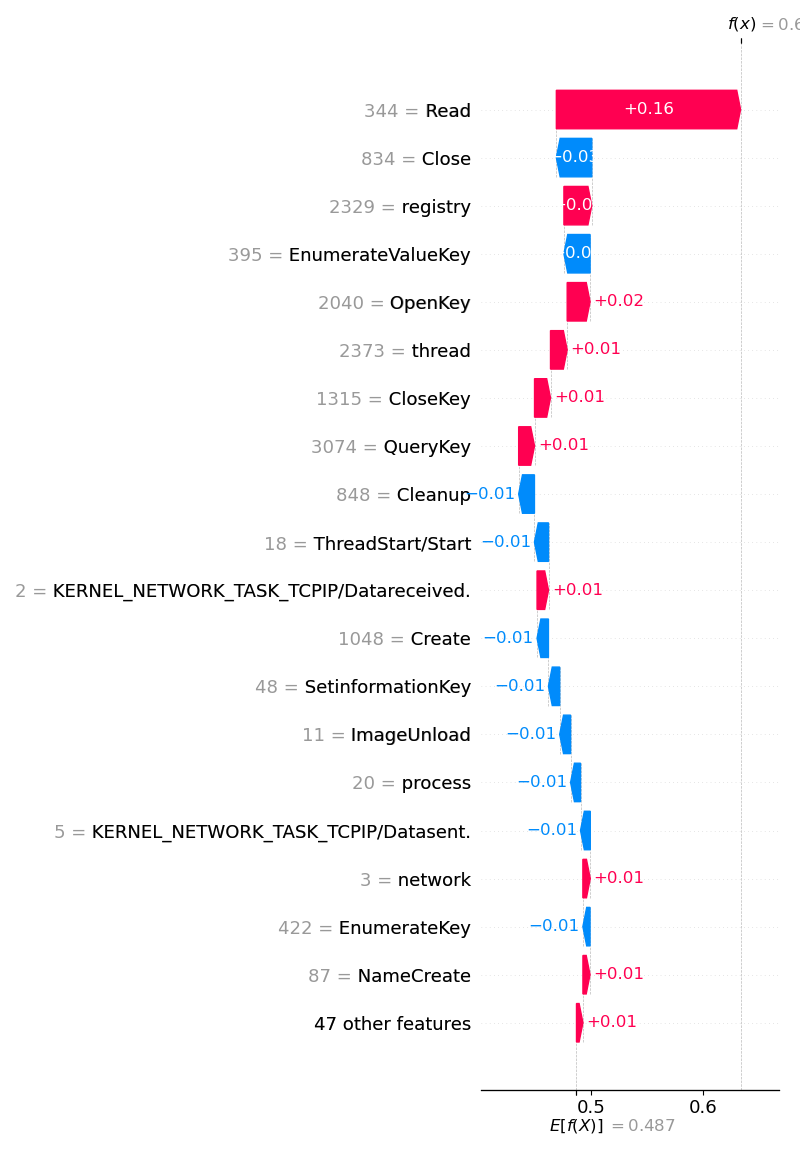 f(x) = 0.6
344 = Read
+0.16
834 = Close
−0.03
2329 = registry
+0.0
395 = EnumerateValueKey
−0.0
2040 = OpenKey
+0.02
2373 = thread
+0.01
1315 = CloseKey
+0.01
3074 = QueryKey
+0.01
848 = Cleanup
−0.01
18 = ThreadStart/Start
−0.01
2 = KERNEL_NETWORK_TASK_TCPIP/Datareceived.
+0.01
1048 = Create
−0.01
48 = SetinformationKey
−0.01
11 = ImageUnload
−0.01
20 = process
−0.01
5 = KERNEL_NETWORK_TASK_TCPIP/Datasent.
−0.01
3 = network
+0.01
422 = EnumerateKey
−0.01
87 = NameCreate
+0.01
47 other features
+0.01
0.5 0.6
E[f(X)] = 0.487